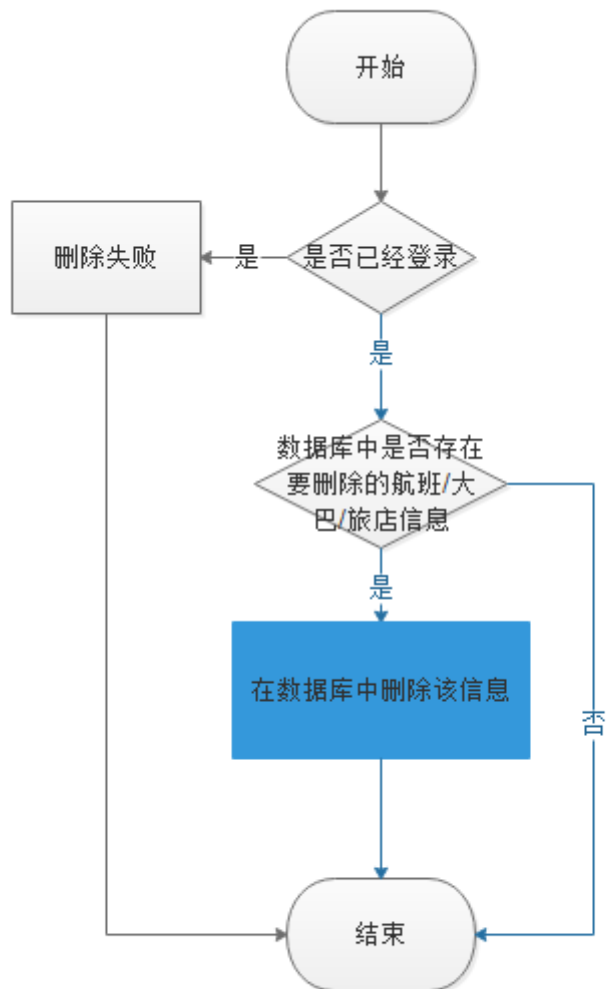 开始
删除失败
是
是否已经登录
是
数据库中是否存在
要删除的航班/大
巴/旅店信息
是
在数据库中删除该信息
否
结束